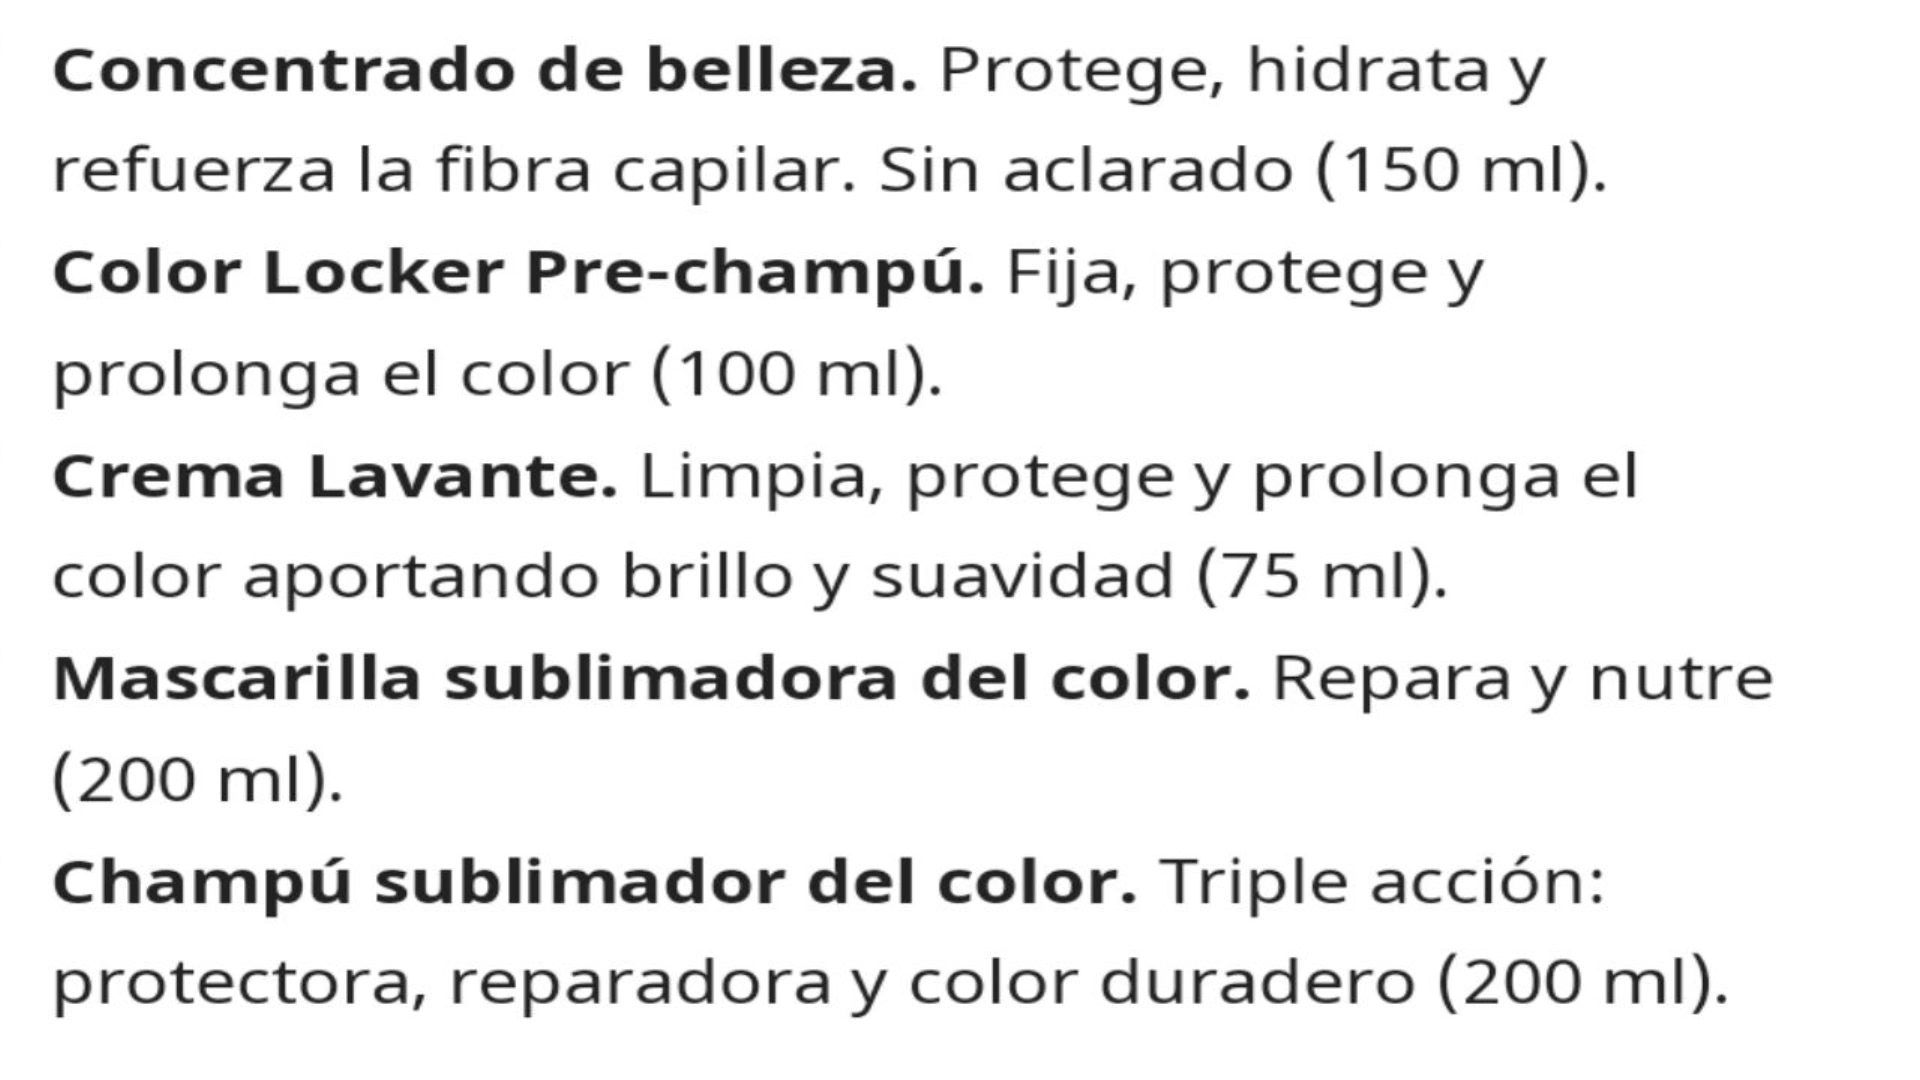 Concentrado de belleza. Protege, hidrata y
refuerza la fibra capilar. Sin aclarado (150 ml).
Color Locker Pre-champú. Fija, protege y
prolonga el color (100 ml).
Crema Lavante. Limpia, protege y prolonga el
color aportando brillo y suavidad (75 ml).
Mascarilla sublimadora del color. Repara y nutre
(200 ml).
Champú sublimador del color. Triple acción:
protectora, reparadora y color duradero (200 ml).